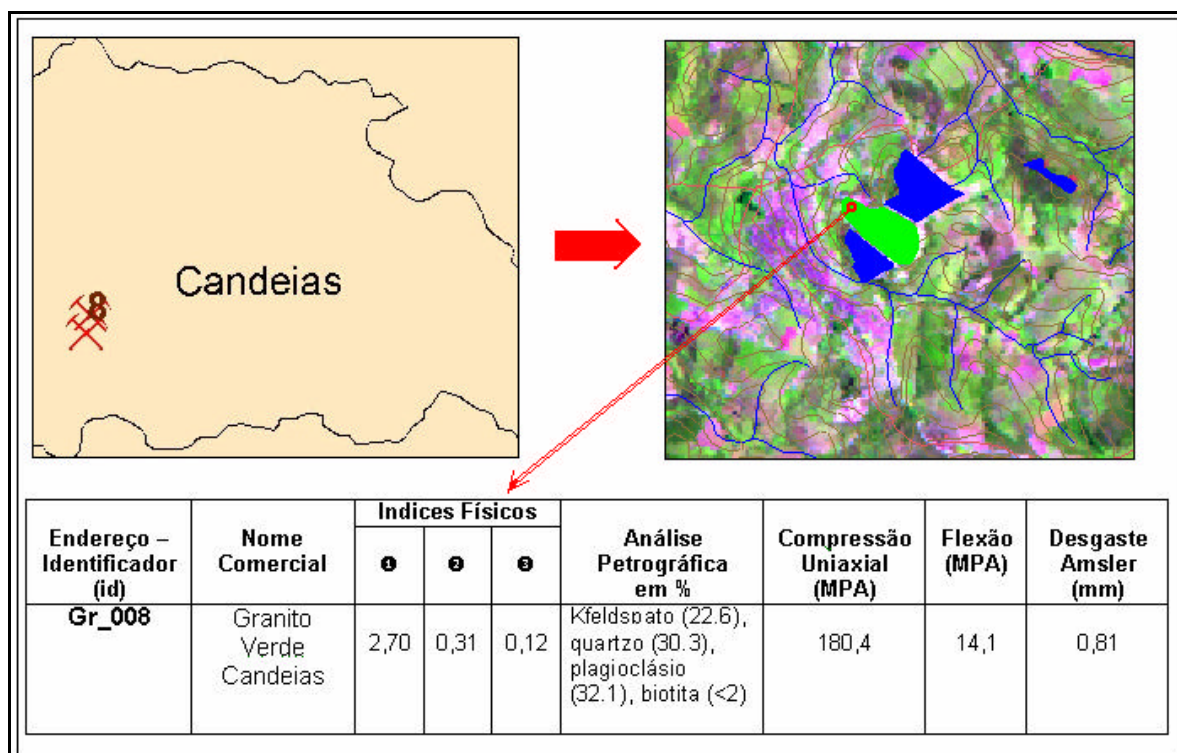 Candeias
8
Indices Físicos
Endereço –
Identificador
(id)
Nome
Comercial
❶
❷
❸
Análise
Petrográfica
em %
Compressão
Uniaxial
(MPA)
Flexão
(MPA)
Desgaste
Amsler
(mm)
Gr_008
Granito
Verde
Candeias
2,70
0,31
0,12
Kfeldspato (22.6),
quartzo (30.3),
plagioclásio
(32.1), biotita (<2)
180,4
14,1
0,81